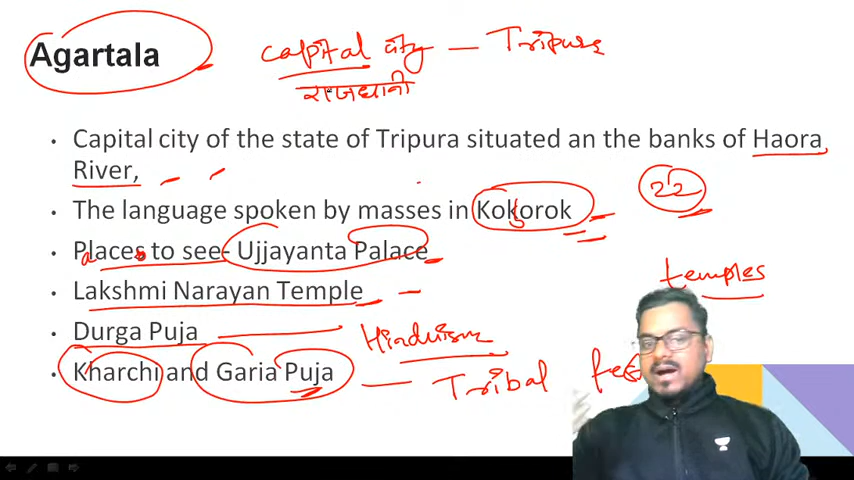 Agartala
capital city — Tripura
राजधानी
• Capital city of the state of Tripura situated an the banks of Haora
River,
22
• The language spoken by masses in Kokorok
• Places to see- Ujjayanta Palace
temples
• Lakshmi Narayan Temple
• Durga Puja
Hinduism
• Kharchi and Garia Puja
— Tribal